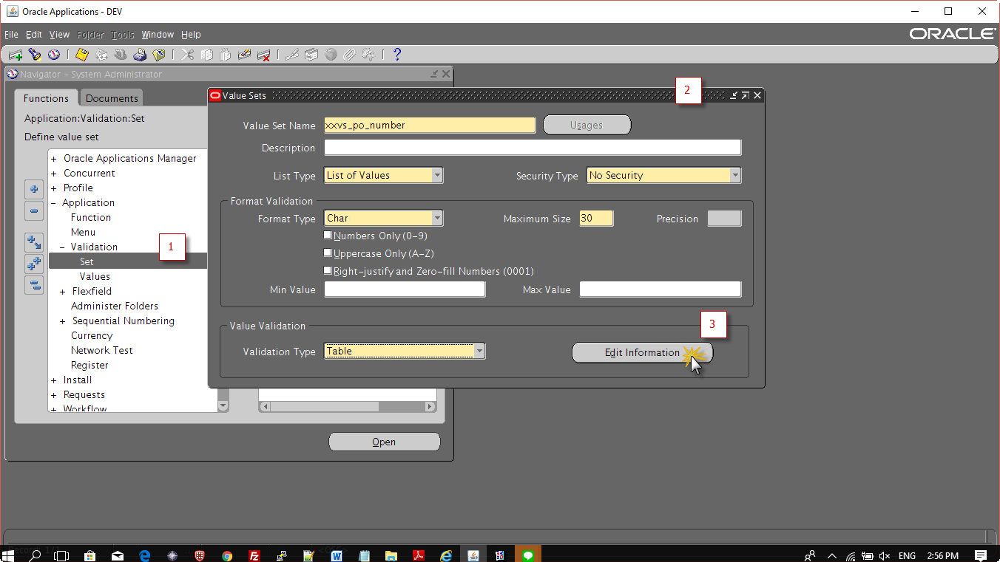 Oracle Applications - DEV
File Edit View Folder Tools Window Help
ORACLE
Navigator – System Administrator
Functions Documents
Application:Validation:Set
Define value set
+ Oracle Applications Manager
+ Concurrent
+ Profile
– Application
Function
Menu
– Validation
Set
Values
+ Flexfield
Administer Folders
+ Sequential Numbering
Currency
Network Test
Register
+ Install
+ Requests
+ Workflow
Open
1
Value Sets
2
Value Set Name xxvs_po_number Usages
Description
List Type List of Values Security Type No Security
Format Validation
Format Type Char Maximum Size 30 Precision
Numbers Only (0–9)
Uppercase Only (A–Z)
Right–justify and Zero–fill Numbers (0001)
Min Value Max Value
Value Validation
3
Validation Type Table Edit Information
ENG 2:56 PM